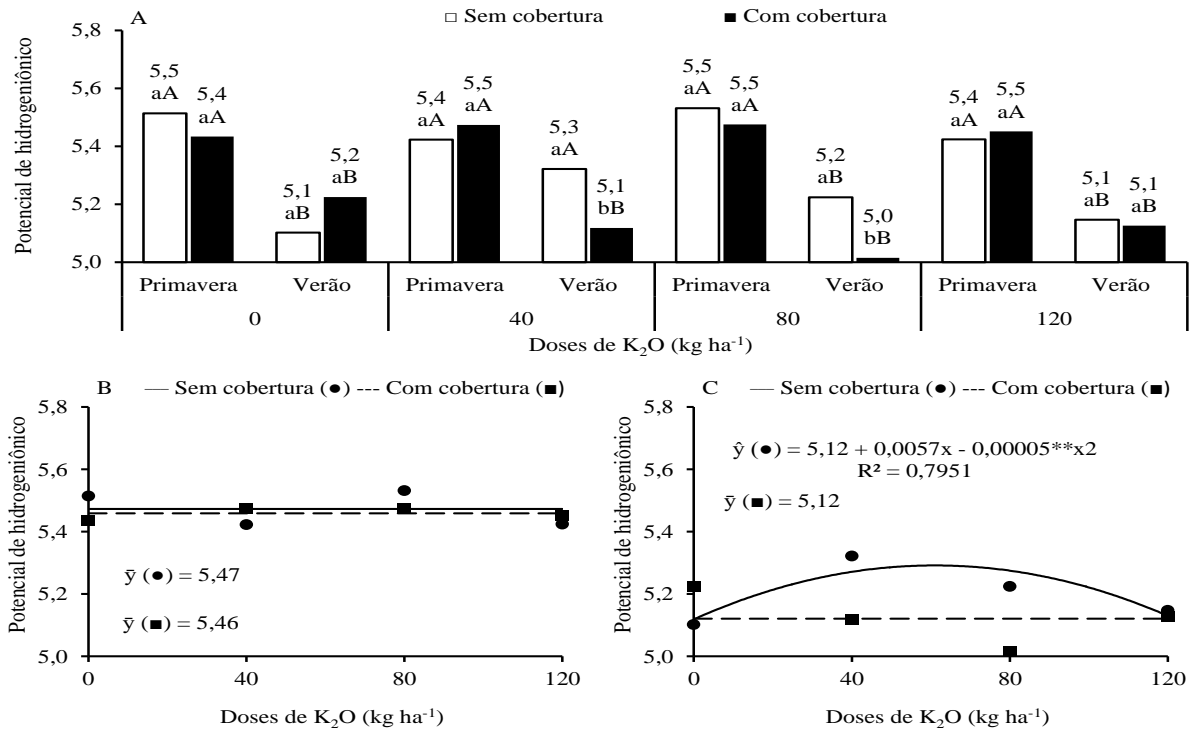 A
□ Sem cobertura ■ Com cobertura
Potencial de hidrogeniônico
5,8
5,6
5,4
5,2
5,0
5,5
aA
5,4
aA
5,1
aB
5,2
aB
5,4
aA
5,5
aA
5,3
aA
5,1
bB
5,5
aA
5,5
aA
5,2
aB
5,0
bB
5,4
aA
5,5
aA
5,1
aB
5,1
aB
Primavera Verão Primavera Verão Primavera Verão Primavera Verão
0 40 80 120
Doses de K₂O (kg ha⁻¹)
B — Sem cobertura (●) --- Com cobertura (■)
Potencial de hidrogeniônico
5,8
5,6
5,4
5,2
5,0
ȳ (●) = 5,47
ȳ (■) = 5,46
0 40 80 120
Doses de K₂O (kg ha⁻¹)
C — Sem cobertura (●) --- Com cobertura (■)
Potencial de hidrogeniônico
5,8
5,6
5,4
5,2
5,0
ŷ (●) = 5,12 + 0,0057x - 0,00005**x2
R² = 0,7951
ȳ (■) = 5,12
0 40 80 120
Doses de K₂O (kg ha⁻¹)